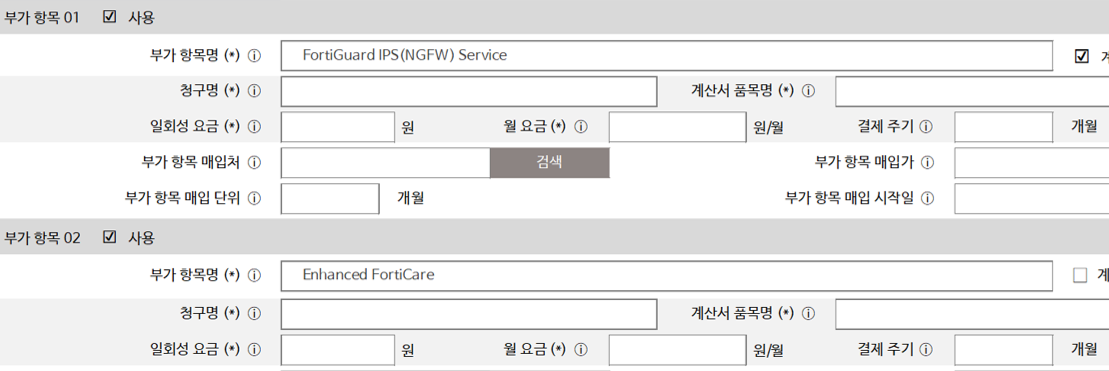 부가 항목 01 ☑ 사용
부가 항목명 (*) ⓘ FortiGuard IPS(NGFW) Service ☑
청구명 (*) ⓘ 계산서 품목명 (*) ⓘ
일회성 요금 (*) ⓘ 원 월 요금 (*) ⓘ 원/월 결제 주기 ⓘ 개월
부가 항목 매입처 ⓘ 검색 부가 항목 매입가 ⓘ
부가 항목 매입 단위 ⓘ 개월 부가 항목 매입 시작일 ⓘ
부가 항목 02 ☑ 사용
부가 항목명 (*) ⓘ Enhanced FortiCare ☐ 계
청구명 (*) ⓘ 계산서 품목명 (*) ⓘ
일회성 요금 (*) ⓘ 원 월 요금 (*) ⓘ 원/월 결제 주기 ⓘ 개월